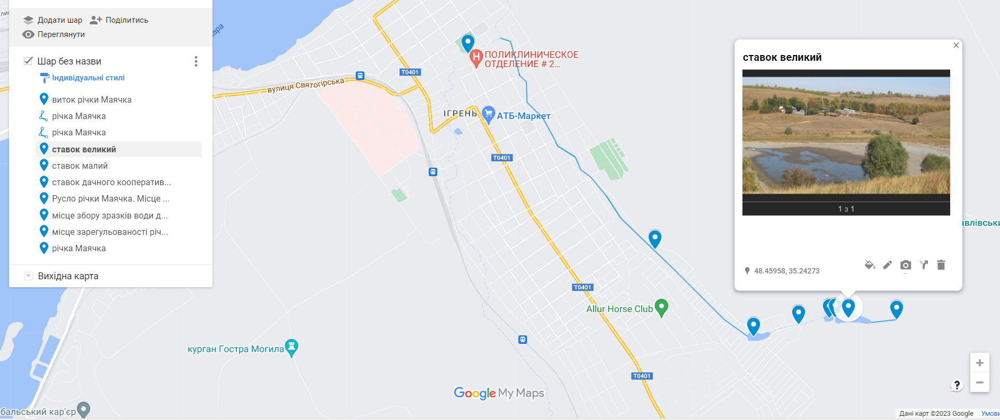 Додати шар
Поділитись
Переглянути
Шар без назви
Індивідуальні стилі
виток річки Маячка
річка Маячка
річка Маячка
ставок великий
ставок малий
ставок дачного кооператив...
Русло річки Маячка. Місце ...
місце збору зразків води д...
місце зарегульованості річ...
річка Маячка
Вихідна карта
вулиця Святогірська
T0401
H
ПОЛИКЛИНИЧЕСКОЕ
ОТДЕЛЕНИЕ # 2...
ІГРЕНЬ
АТБ-Маркет
T0401
T0401
Allur Horse Club
T0401
курган Гостра Могила
Google My Maps
бальський кар'єр
ставок великий
1 з 1
48.45958, 35.24273
авлівськи
?
Дані карт ©2023 Google
Умови